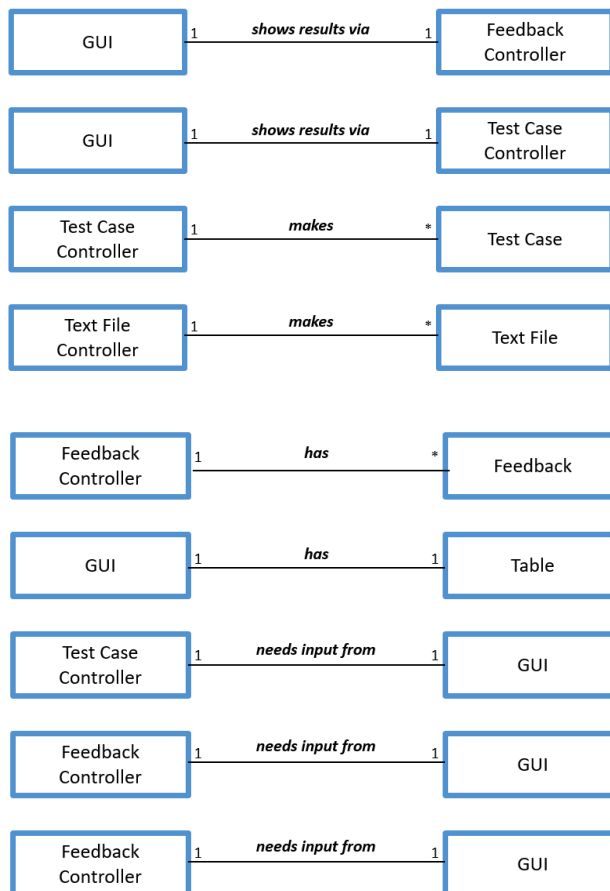 GUI 1 shows results via 1 Feedback
Controller
GUI 1 shows results via 1 Test Case
Controller
Test Case
Controller 1 makes * Test Case
Text File
Controller 1 makes * Text File
Feedback
Controller 1 has * Feedback
GUI 1 has 1 Table
Test Case
Controller 1 needs input from 1 GUI
Feedback
Controller 1 needs input from 1 GUI
Feedback
Controller 1 needs input from 1 GUI